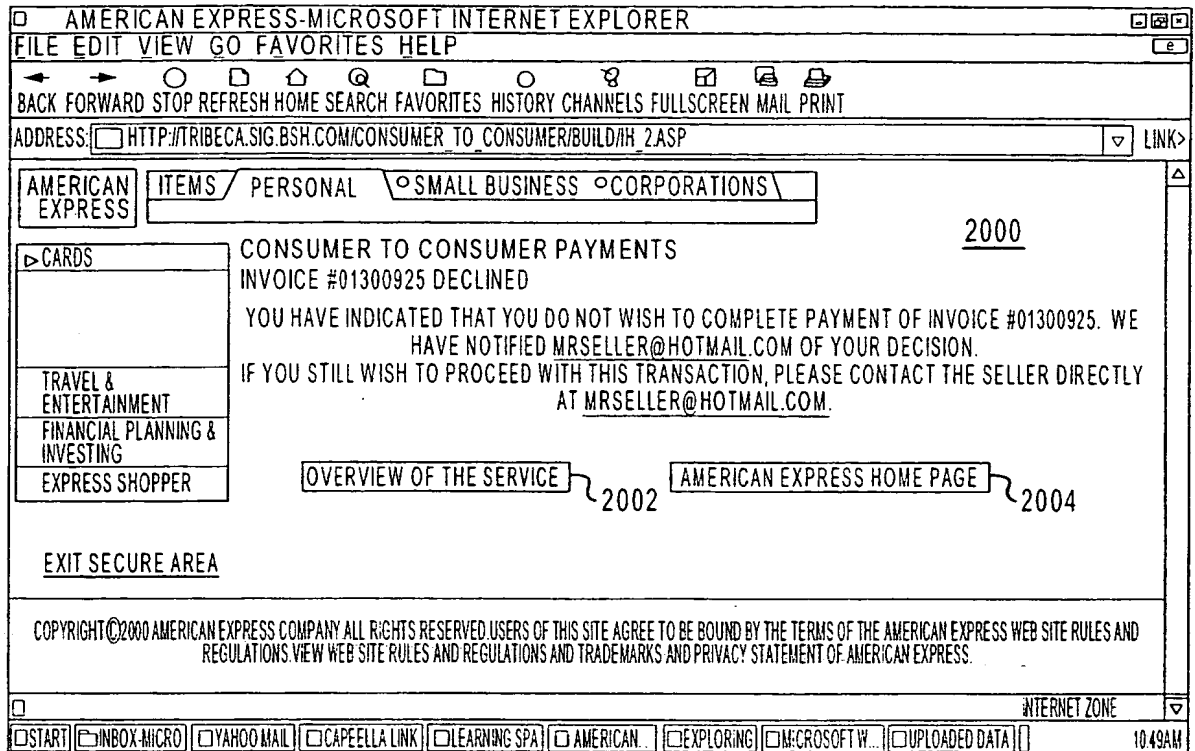 AMERICAN EXPRESS-MICROSOFT INTERNET EXPLORER
FILE EDIT VIEW GO FAVORITES HELP
e
BACK FORWARD STOP REFRESH HOME SEARCH FAVORITES HISTORY CHANNELS FULLSCREEN MAIL PRINT
ADDRESS: HTTP://TRIBECA.SIG.BSH.COM/CONSUMER_TO_CONSUMER/BUILD/IH_2.ASP LINK>
AMERICAN EXPRESS
ITEMS PERSONAL SMALL BUSINESS CORPORATIONS
2000
CARDS
TRAVEL &
ENTERTAINMENT
FINANCIAL PLANNING &
INVESTING
EXPRESS SHOPPER
EXIT SECURE AREA
CONSUMER TO CONSUMER PAYMENTS
INVOICE #01300925 DECLINED
YOU HAVE INDICATED THAT YOU DO NOT WISH TO COMPLETE PAYMENT OF INVOICE #01300925. WE
HAVE NOTIFIED MRSELLER@HOTMAIL.COM OF YOUR DECISION.
IF YOU STILL WISH TO PROCEED WITH THIS TRANSACTION, PLEASE CONTACT THE SELLER DIRECTLY
AT MRSELLER@HOTMAIL.COM.
OVERVIEW OF THE SERVICE 2002 AMERICAN EXPRESS HOME PAGE 2004
COPYRIGHT©2000 AMERICAN EXPRESS COMPANY ALL RIGHTS RESERVED.USERS OF THIS SITE AGREE TO BE BOUND BY THE TERMS OF THE AMERICAN EXPRESS WEB SITE RULES AND
REGULATIONS.VIEW WEB SITE RULES AND REGULATIONS AND TRADEMARKS AND PRIVACY STATEMENT OF AMERICAN EXPRESS.
INTERNET ZONE
START INBOX-MICRO YAHOO MAIL CAPEELLA LINK LEARNING SPA AMERICAN... EXPLORING MICROSOFT W... UPLOADED DATA 10:49AM